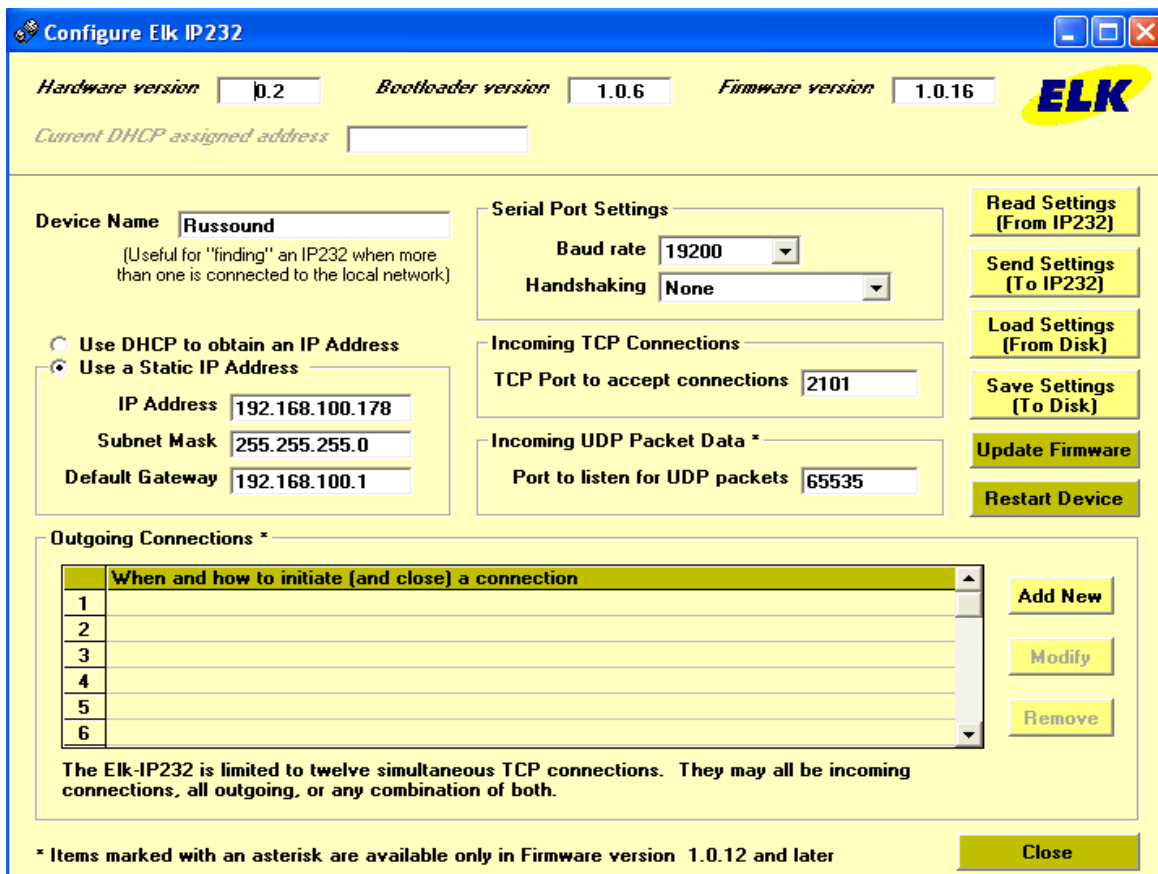 Configure Elk IP232
Hardware version 0.2 Bootloader version 1.0.6 Firmware version 1.0.16
ELK
Current DHCP assigned address
Device Name Russound
(Useful for "finding" an IP232 when more
than one is connected to the local network)
Use DHCP to obtain an IP Address
Use a Static IP Address
IP Address 192.168.100.178
Subnet Mask 255.255.255.0
Default Gateway 192.168.100.1
Serial Port Settings
Baud rate 19200
Handshaking None
Incoming TCP Connections
TCP Port to accept connections 2101
Incoming UDP Packet Data *
Port to listen for UDP packets 65535
Read Settings
(From IP232)
Send Settings
(To IP232)
Load Settings
(From Disk)
Save Settings
(To Disk)
Update Firmware
Restart Device
Outgoing Connections *
When and how to initiate (and close) a connection
1
2
3
4
5
6
Add New
Modify
Remove
The Elk-IP232 is limited to twelve simultaneous TCP connections. They may all be incoming
connections, all outgoing, or any combination of both.
* Items marked with an asterisk are available only in Firmware version 1.0.12 and later
Close